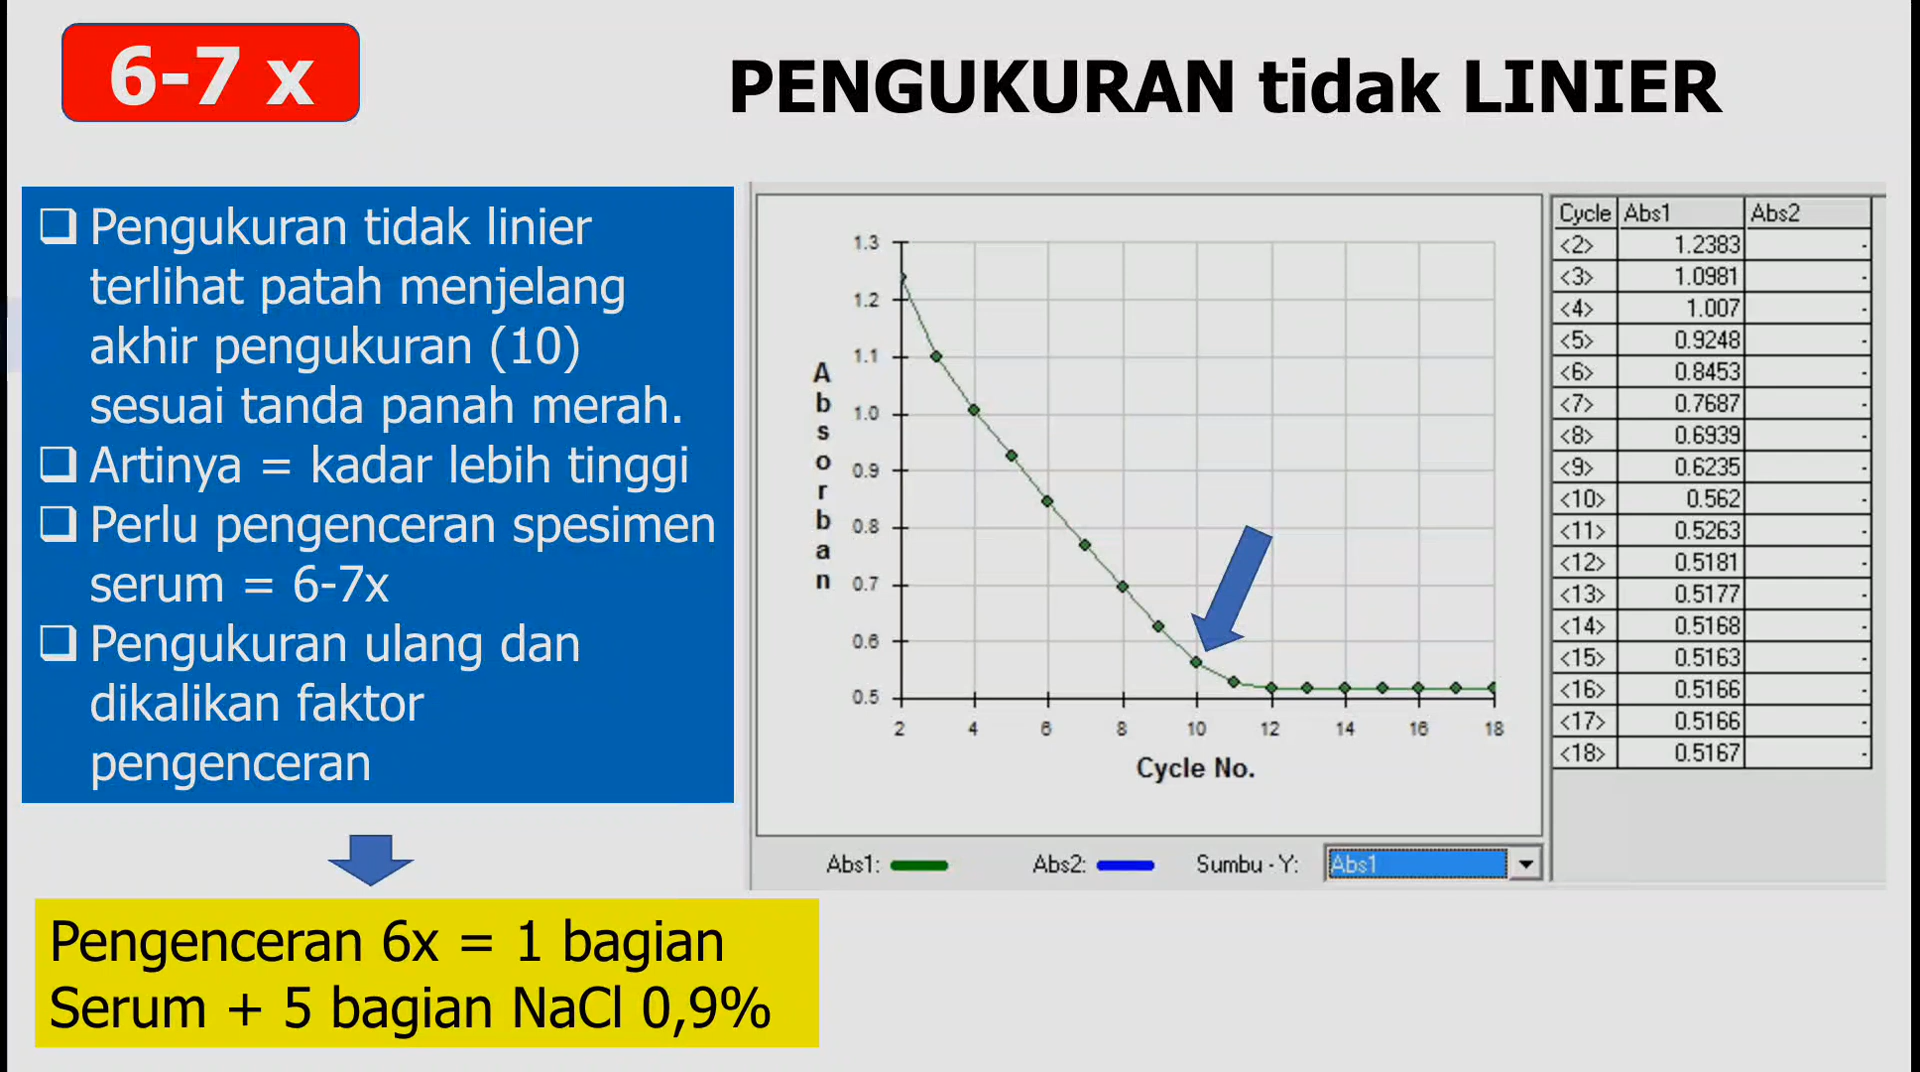 6-7 x
PENGUKURAN tidak LINIER
Pengukuran tidak linier
terlihat patah menjelang
akhir pengukuran (10)
sesuai tanda panah merah.
Artinya = kadar lebih tinggi
Perlu pengenceran spesimen
serum = 6-7x
Pengukuran ulang dan
dikalikan faktor
pengenceran
Pengenceran 6x = 1 bagian
Serum + 5 bagian NaCl 0,9%
Absorban
1.3
1.2
1.1
1.0
0.9
0.8
0.7
0.6
0.5
2 4 6 8 10 12 14 16 18
Cycle No.
Abs1: Abs2: Sumbu - Y: Abs1
Cycle Abs1 Abs2
<2> 1.2383 -
<3> 1.0981 -
<4> 1.007 -
<5> 0.9248 -
<6> 0.8453 -
<7> 0.7687 -
<8> 0.6939 -
<9> 0.6235 -
<10> 0.562 -
<11> 0.5263 -
<12> 0.5181 -
<13> 0.5177 -
<14> 0.5168 -
<15> 0.5163 -
<16> 0.5166 -
<17> 0.5166 -
<18> 0.5167 -